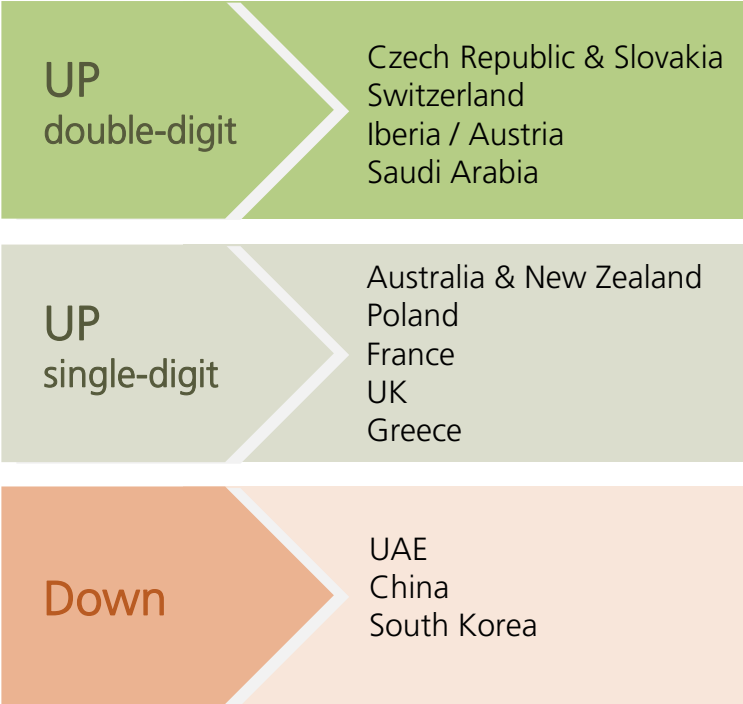 UP
double-digit
Czech Republic & Slovakia
Switzerland
Iberia / Austria
Saudi Arabia
UP
single-digit
Australia & New Zealand
Poland
France
UK
Greece
Down
UAE
China
South Korea